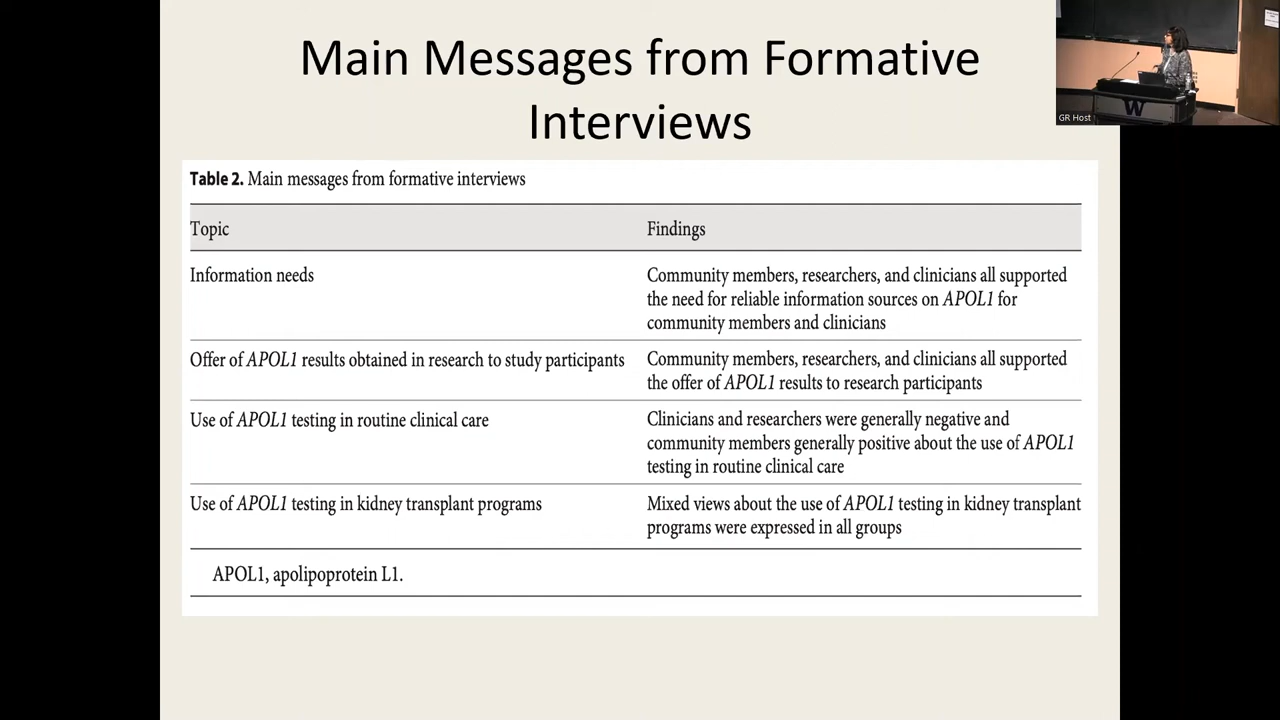 Main Messages from Formative
Interviews
Table 2. Main messages from formative interviews
Topic Findings
Information needs
Community members, researchers, and clinicians all supported
the need for reliable information sources on APOL1 for
community members and clinicians
Offer of APOL1 results obtained in research to study participants
Community members, researchers, and clinicians all supported
the offer of APOL1 results to research participants
Use of APOL1 testing in routine clinical care
Clinicians and researchers were generally negative and
community members generally positive about the use of APOL1
testing in routine clinical care
Use of APOL1 testing in kidney transplant programs
Mixed views about the use of APOL1 testing in kidney transplant
programs were expressed in all groups
APOL1, apolipoprotein L1.
W
GR Host